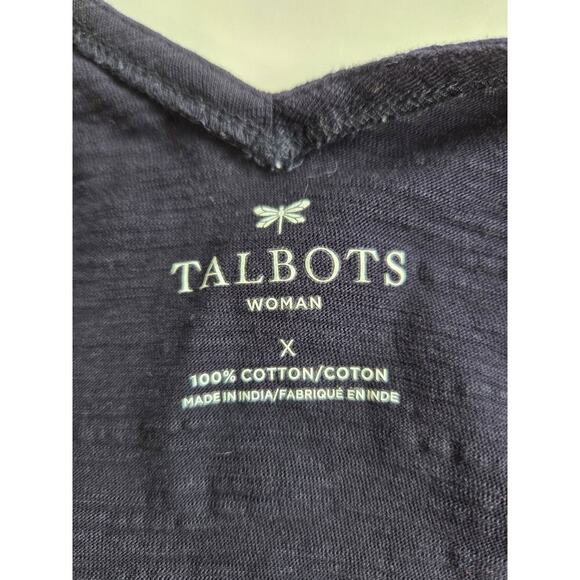 TALBOTS
WOMAN
X
100% COTTON/COTON
MADE IN INDIA/FABRIQUÉ EN INDE